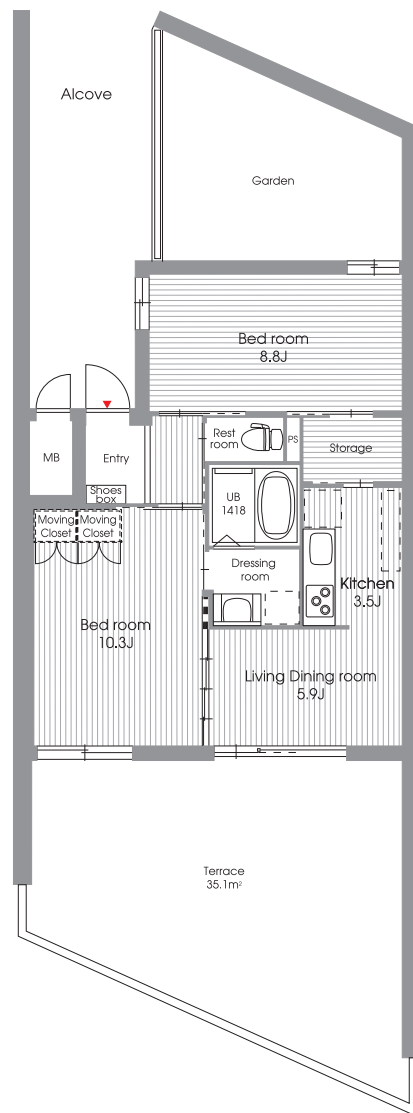 Alcove
Garden
Bed room
8.8J
Rest
room
PS
Storage
MB
Entry
Shoes
box
UB
1418
Moving
Closet
Moving
Closet
Dressing
room
Kitchen
3.5J
Bed room
10.3J
Living Dining room
5.9J
Terrace
35.1m²